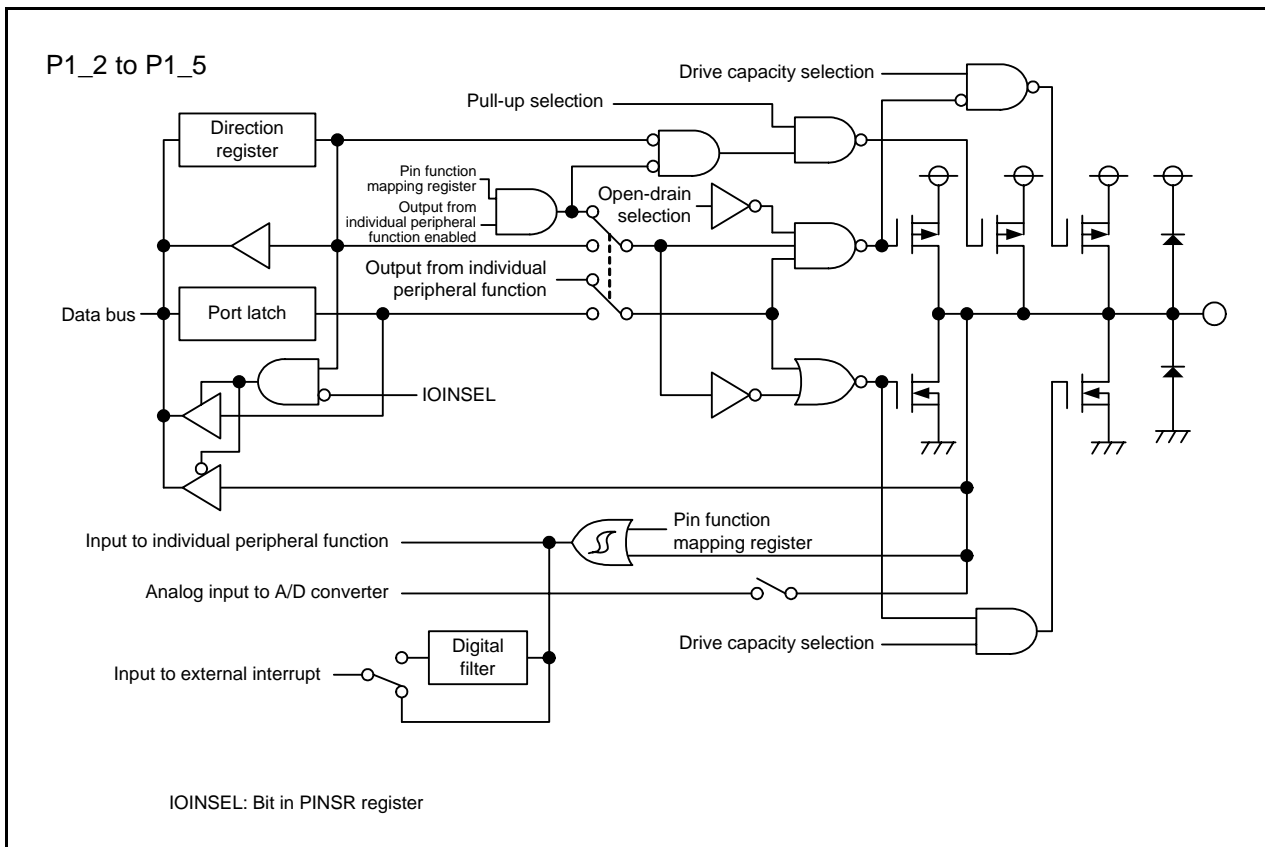 P1_2 to P1_5
Drive capacity selection
Pull-up selection
Direction
register
Pin function
mapping register
Output from
individual peripheral
function enabled
Open-drain
selection
Output from individual
peripheral function
Data bus
Port latch
IOINSEL
Pin function
mapping register
Input to individual peripheral function
Analog input to A/D converter
Drive capacity selection
Digital
filter
Input to external interrupt
IOINSEL: Bit in PINSR register